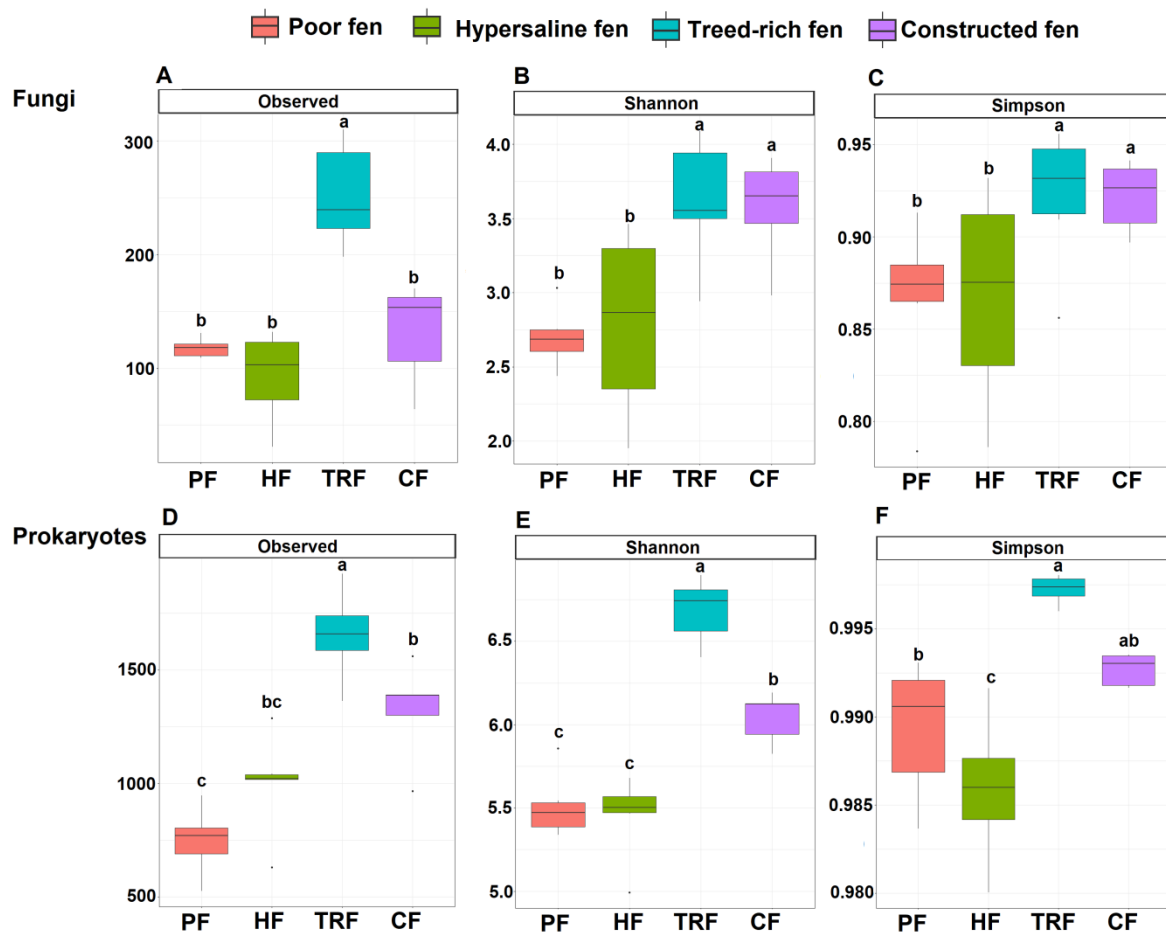 Poor fen Hypersaline fen Treed-rich fen Constructed fen
Fungi
A B C
Observed Shannon Simpson
300
200
100
b b a b
PF HF TRF CF
4.0
3.5
3.0
2.5
2.0
b b a a
PF HF TRF CF
0.95
0.90
0.85
0.80
b b a a
PF HF TRF CF
Prokaryotes
D E F
Observed Shannon Simpson
1500
1000
500
c bc a b
PF HF TRF CF
6.5
6.0
5.5
5.0
c c a b
PF HF TRF CF
0.995
0.990
0.985
0.980
b c a ab
PF HF TRF CF